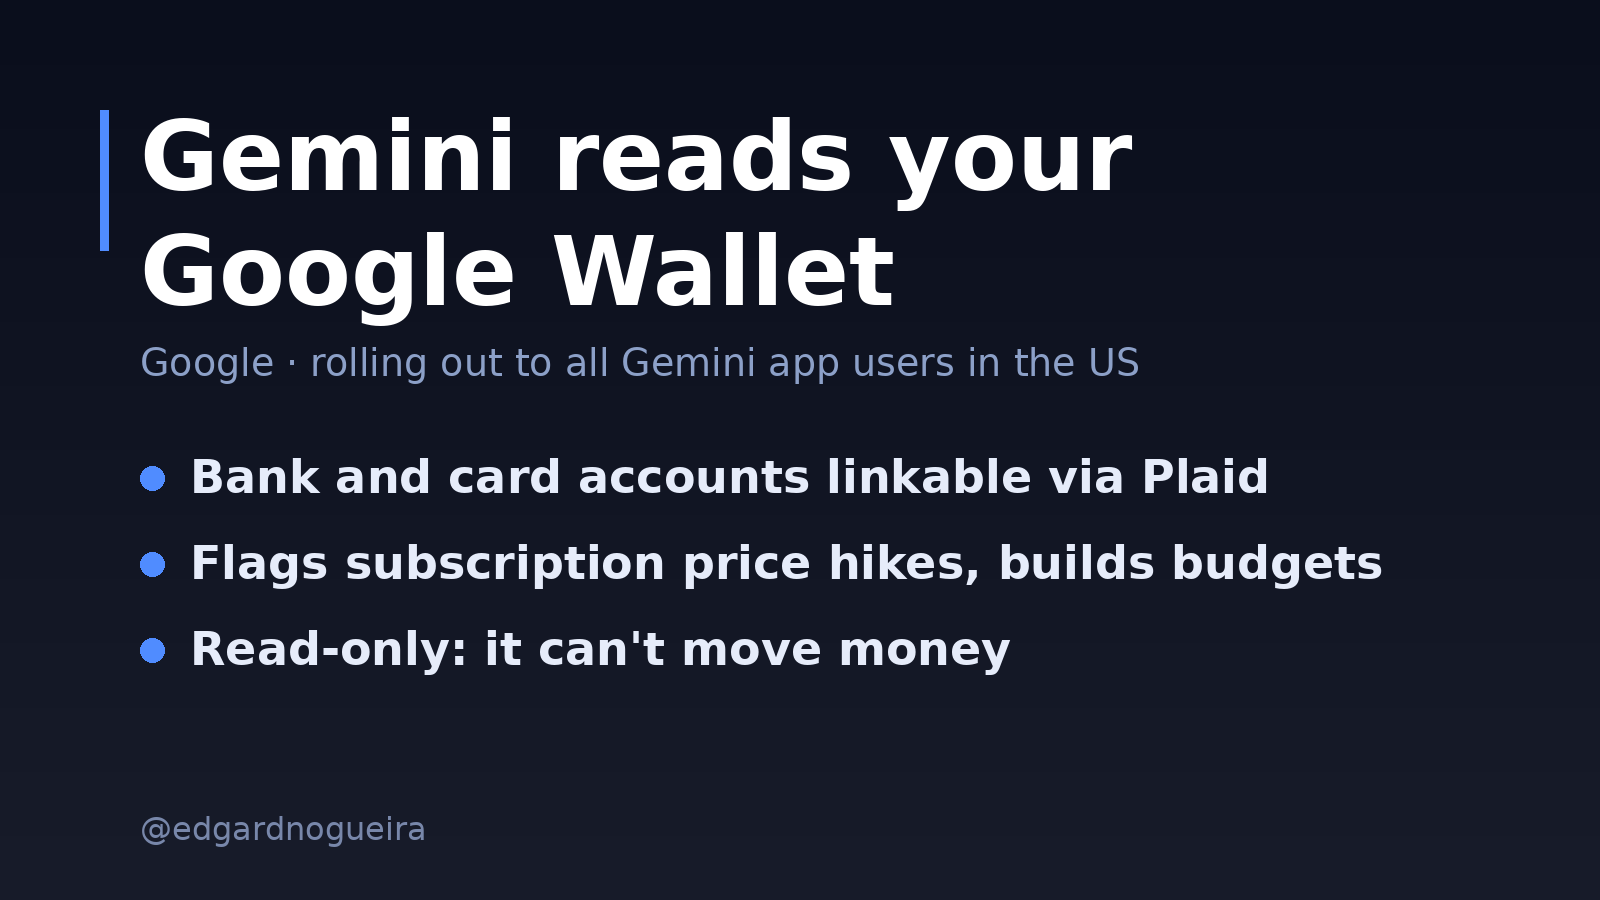 Gemini reads your
Google Wallet
Google · rolling out to all Gemini app users in the US
Bank and card accounts linkable via Plaid
Flags subscription price hikes, builds budgets
Read-only: it can't move money
@edgardnogueira